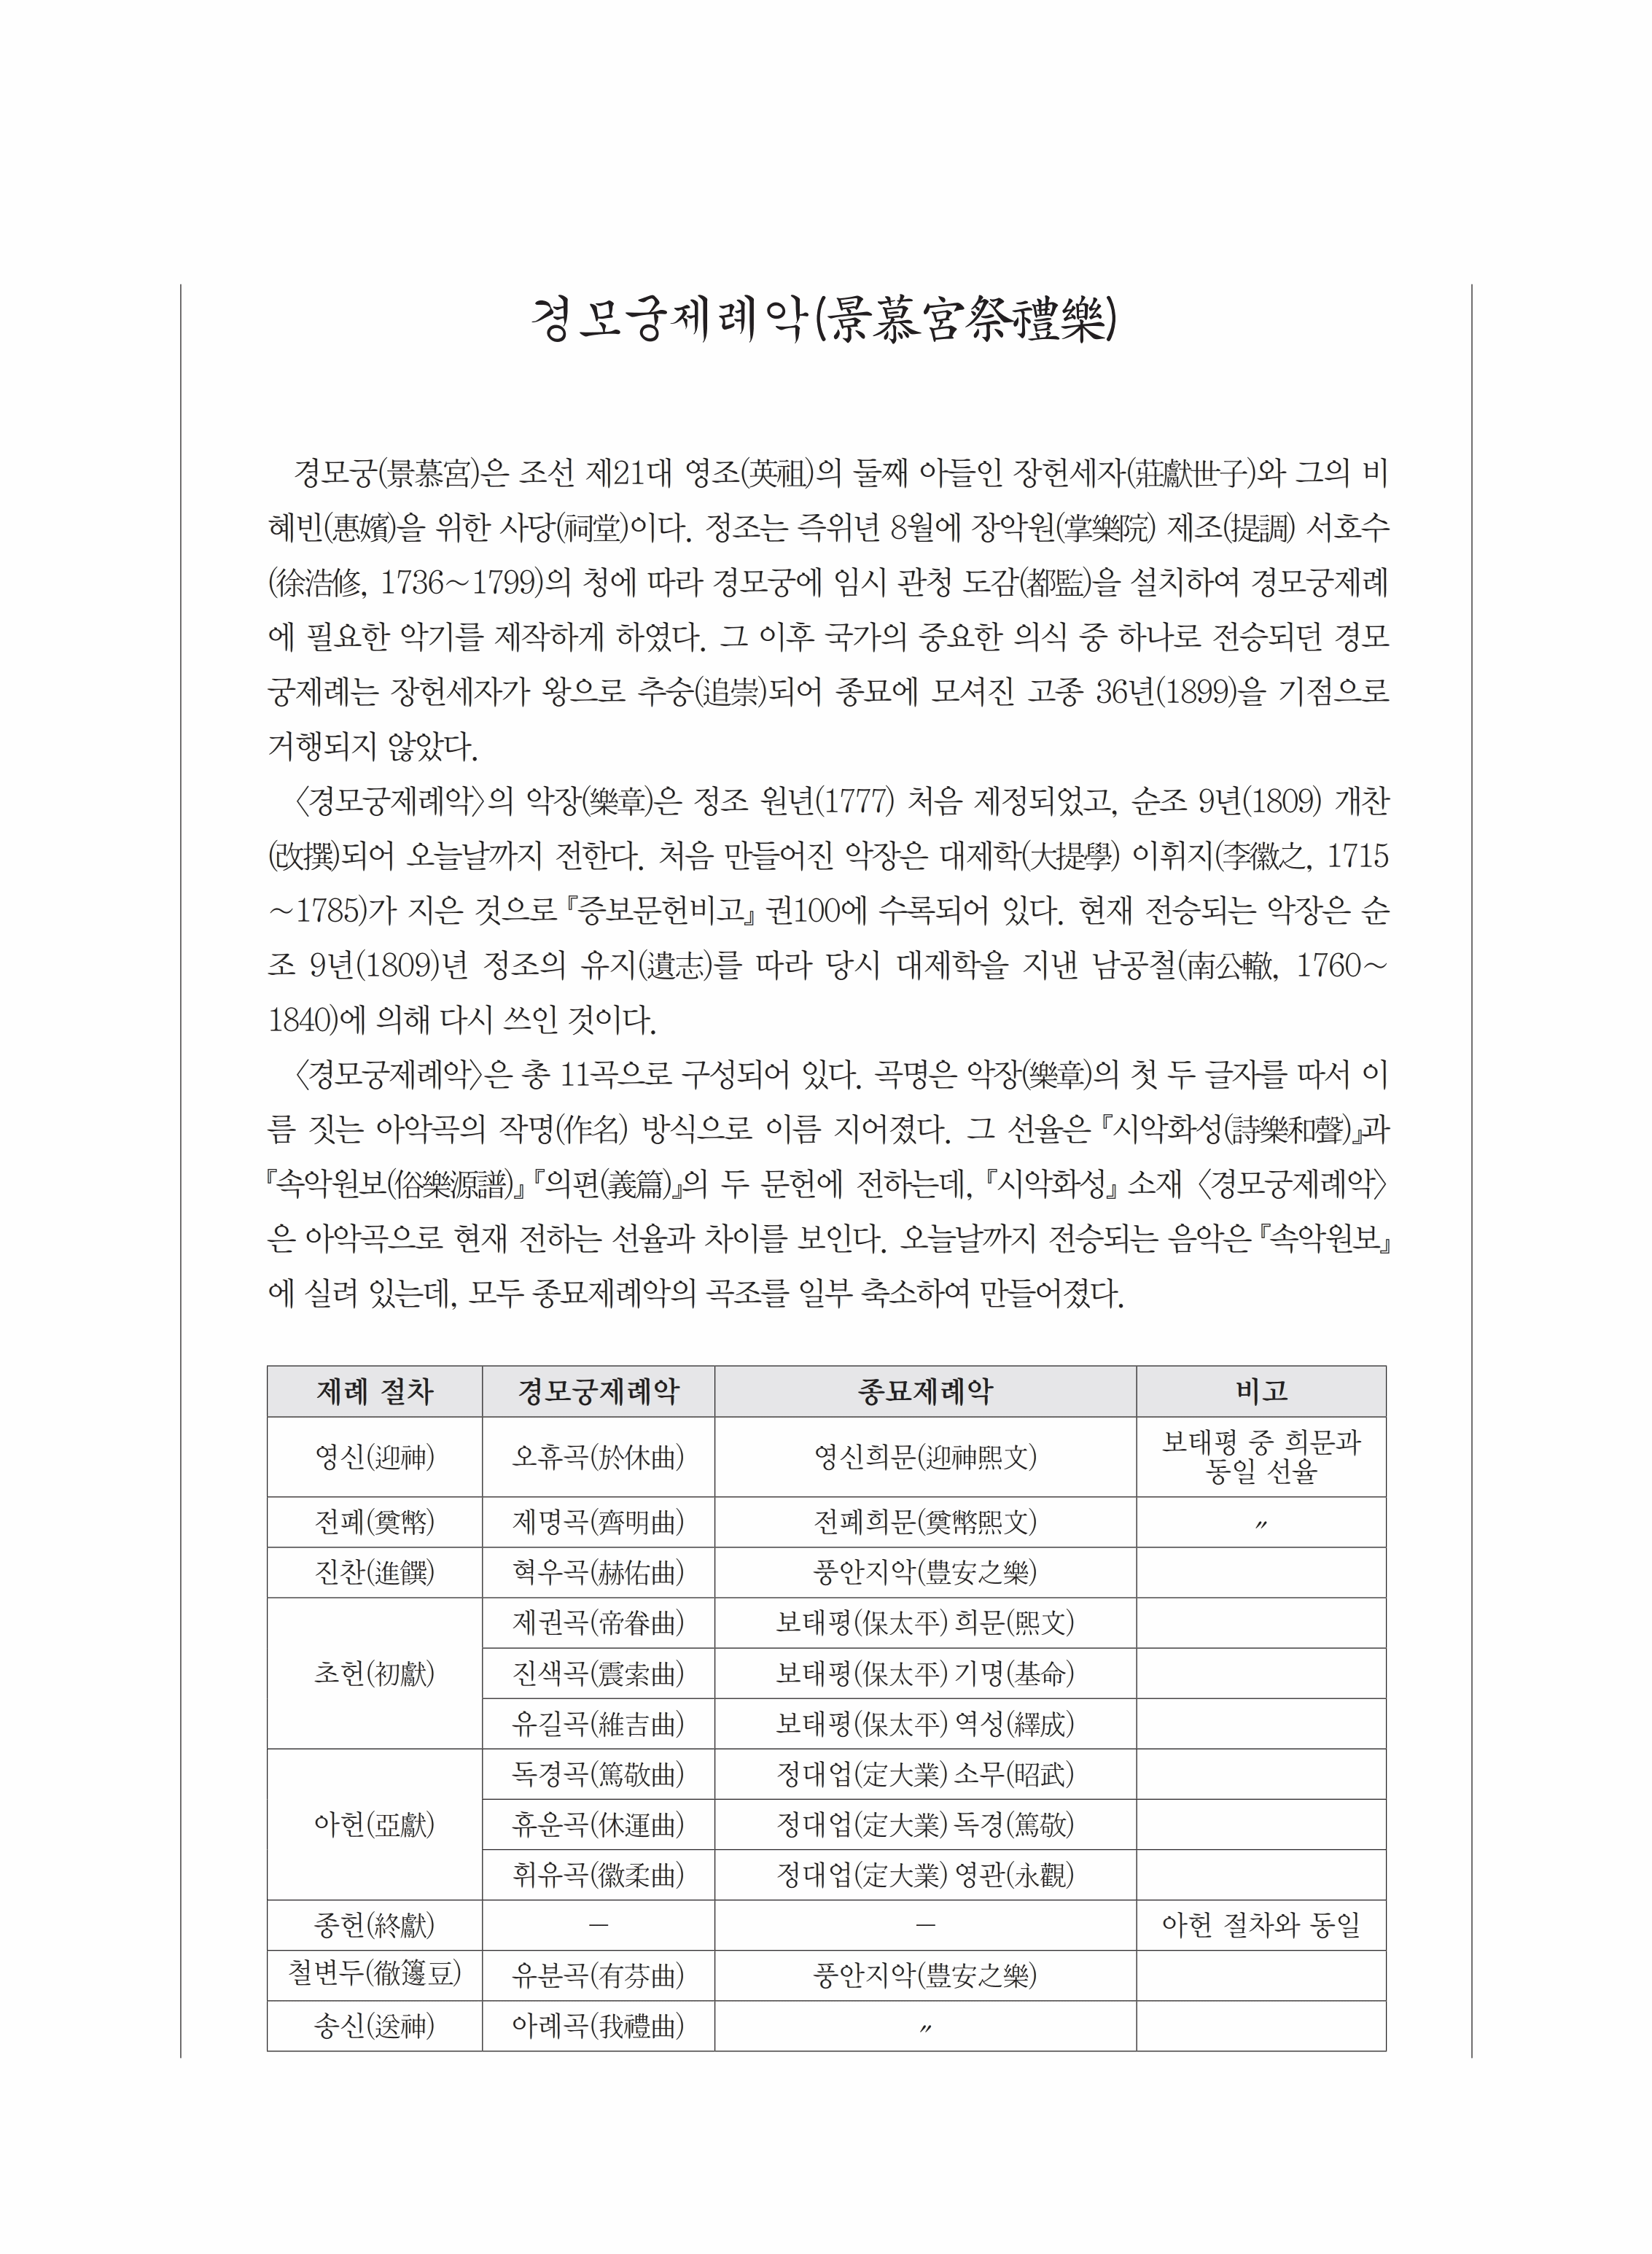 경모궁제례악(景慕宮祭禮樂)
경모궁(景慕宮)은 조선 제21대 영조(英祖)의 둘째 아들인 장헌세자(莊獻世子)와 그의 비
혜빈(惠嬪)을 위한 사당(祠堂)이다. 정조는 즉위년 8월에 장악원(掌樂院) 제조(提調) 서호수
(徐浩修, 1736~1799)의 청에 따라 경모궁에 임시 관청 도감(都監)을 설치하여 경모궁제례
에 필요한 악기를 제작하게 하였다. 그 이후 국가의 중요한 의식 중 하나로 전승되던 경모
궁제례는 장헌세자가 왕으로 추숭(追崇)되어 종묘에 모셔진 고종 36년(1899)을 기점으로
거행되지 않았다.
〈경모궁제례악〉의 악장(樂章)은 정조 원년(1777) 처음 제정되었고, 순조 9년(1809) 개찬
(改撰)되어 오늘날까지 전한다. 처음 만들어진 악장은 대제학(大提學) 이휘지(李徽之, 1715
~1785)가 지은 것으로 『증보문헌비고』 권100에 수록되어 있다. 현재 전승되는 악장은 순
조 9년(1809)년 정조의 유지(遺志)를 따라 당시 대제학을 지낸 남공철(南公轍, 1760~
1840)에 의해 다시 쓰인 것이다.
〈경모궁제례악〉은 총 11곡으로 구성되어 있다. 곡명은 악장(樂章)의 첫 두 글자를 따서 이
름 짓는 아악곡의 작명(作名) 방식으로 이름 지어졌다. 그 선율은 『시악화성(詩樂和聲)』과
『속악원보(俗樂源譜)』 『의편(義篇)』의 두 문헌에 전하는데, 『시악화성』 소재 〈경모궁제례악〉
은 아악곡으로 현재 전하는 선율과 차이를 보인다. 오늘날까지 전승되는 음악은 『속악원보』
에 실려 있는데, 모두 종묘제례악의 곡조를 일부 축소하여 만들어졌다.
제례 절차 경모궁제례악 종묘제례악 비고
영신(迎神) 오휴곡(於休曲) 영신희문(迎神熙文) 보태평 중 희문과
동일 선율
전폐(奠幣) 제명곡(齊明曲) 전폐희문(奠幣熙文) 〃
진찬(進饌) 혁우곡(赫佑曲) 풍안지악(豊安之樂)
초헌(初獻) 제권곡(帝眷曲) 보태평(保太平) 희문(熙文)
진색곡(震索曲) 보태평(保太平) 기명(基命)
유길곡(維吉曲) 보태평(保太平) 역성(繹成)
아헌(亞獻) 독경곡(篤敬曲) 정대업(定大業) 소무(昭武)
휴운곡(休運曲) 정대업(定大業) 독경(篤敬)
휘유곡(徽柔曲) 정대업(定大業) 영관(永觀)
종헌(終獻) – – 아헌 절차와 동일
철변두(徹籩豆) 유분곡(有芬曲) 풍안지악(豊安之樂)
송신(送神) 아례곡(我禮曲) 〃